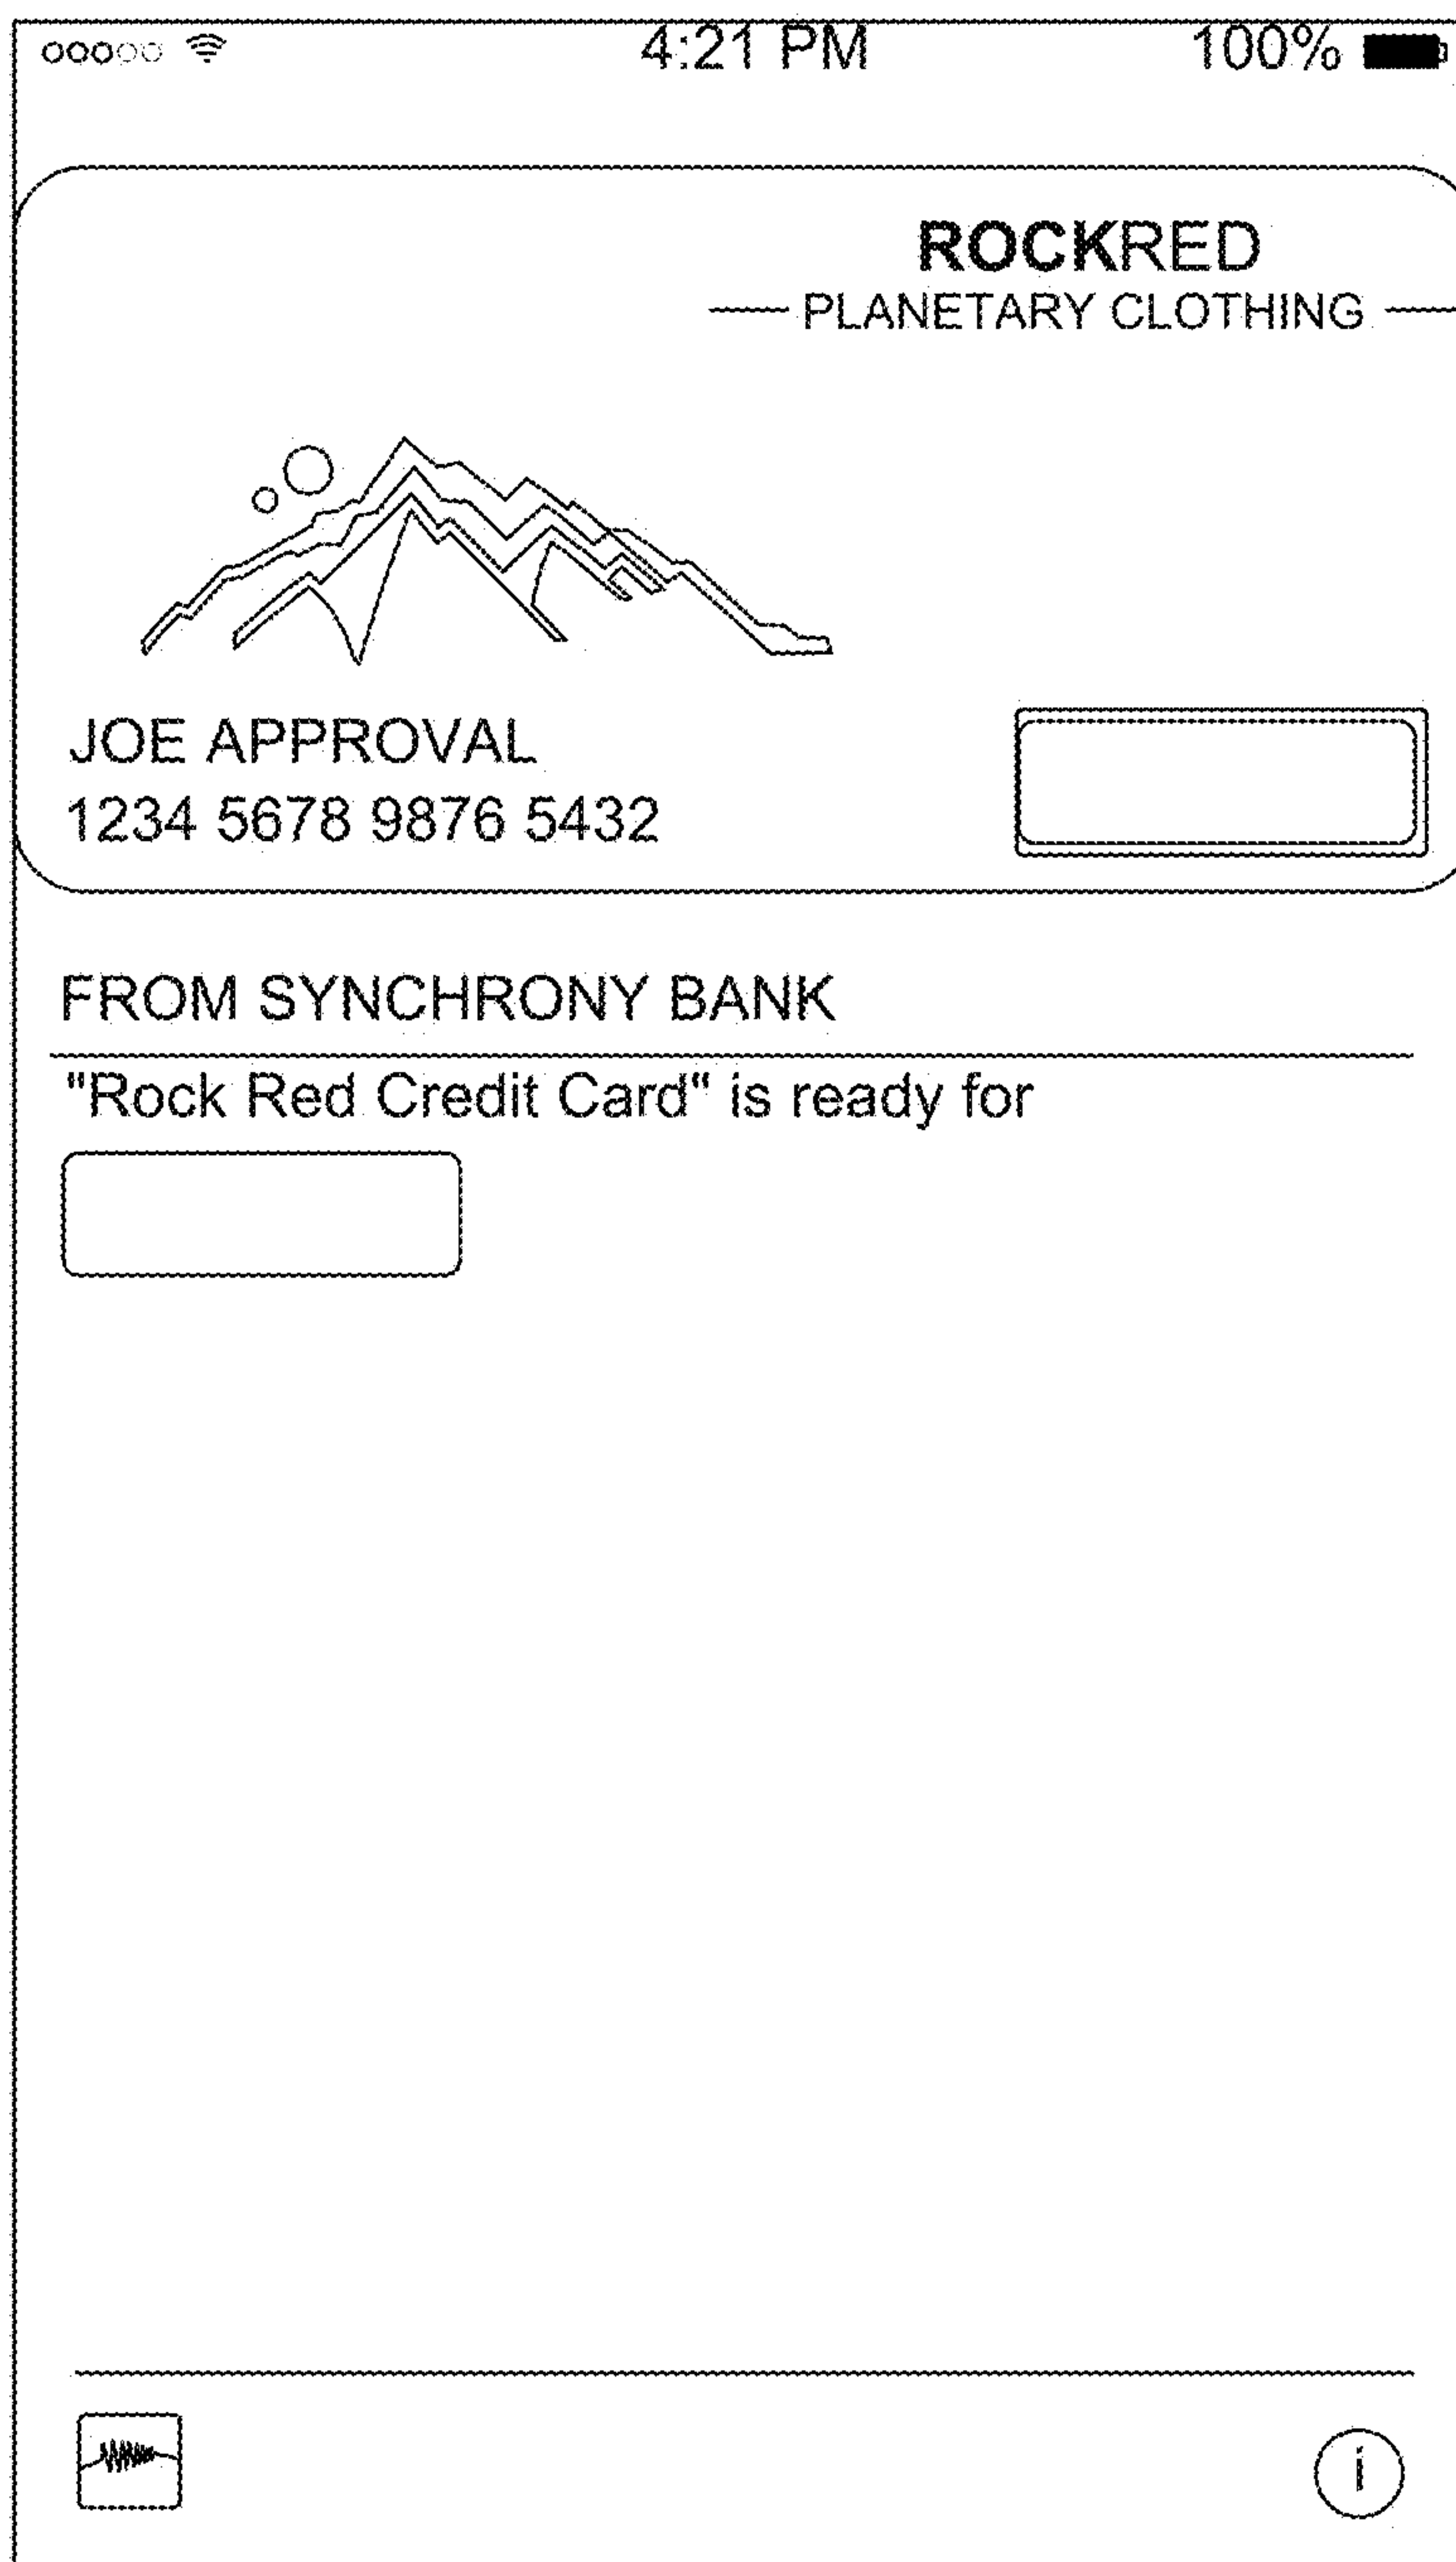 4:21 PM 100%
ROCKRED
PLANETARY CLOTHING
JOE APPROVAL
1234 5678 9876 5432
FROM SYNCHRONY BANK
"Rock Red Credit Card" is ready for
i